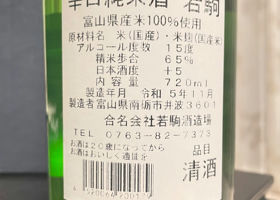 辛口純米酒 若駒
富山県産米100%使用
原材料名 米(国産)・米麹(国産米)
アルコール度数 15度
精米歩合 65%
日本酒度 +5
内容量 720ml
製造年月 令和5年11月
製造者富山県南砺市井波3601
合名会社若駒酒造場
TEL 0763-82-7373
お酒は20歳になってから
お酒はおいしく適量を
品目
清酒